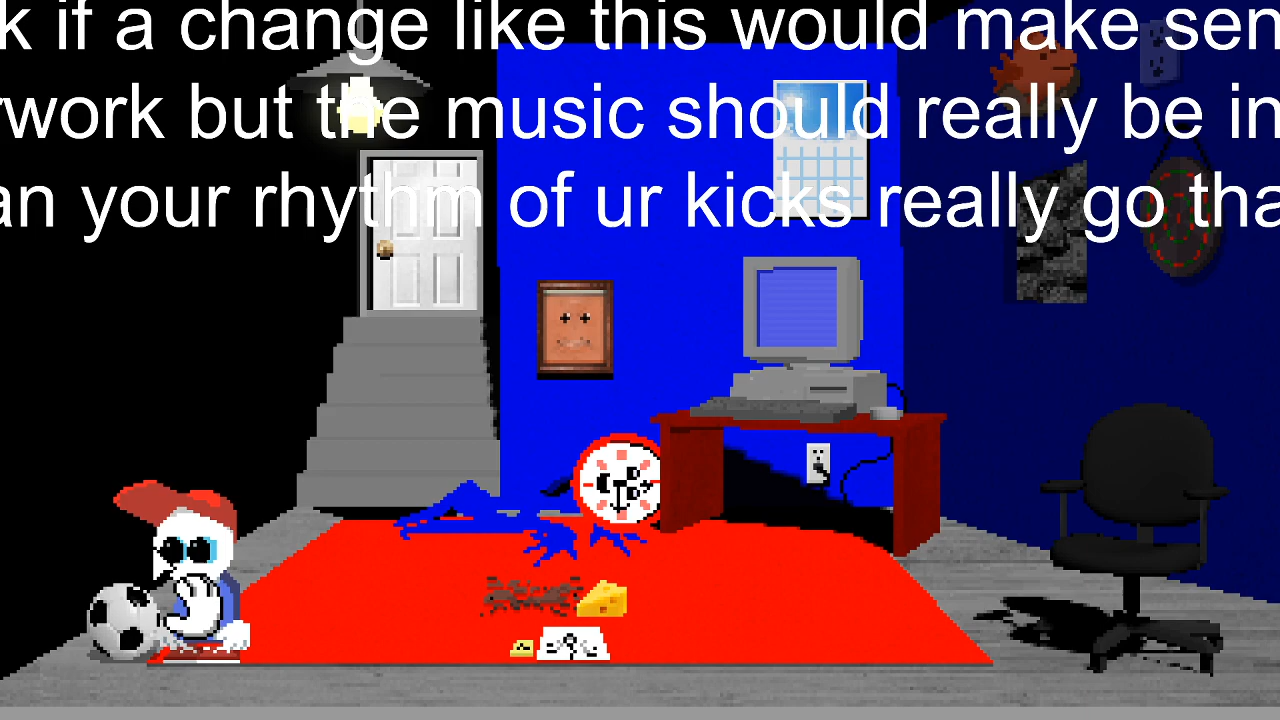 k if a change like this would make sen
work but the music should really be in
an your rhythm of ur kicks really go tha